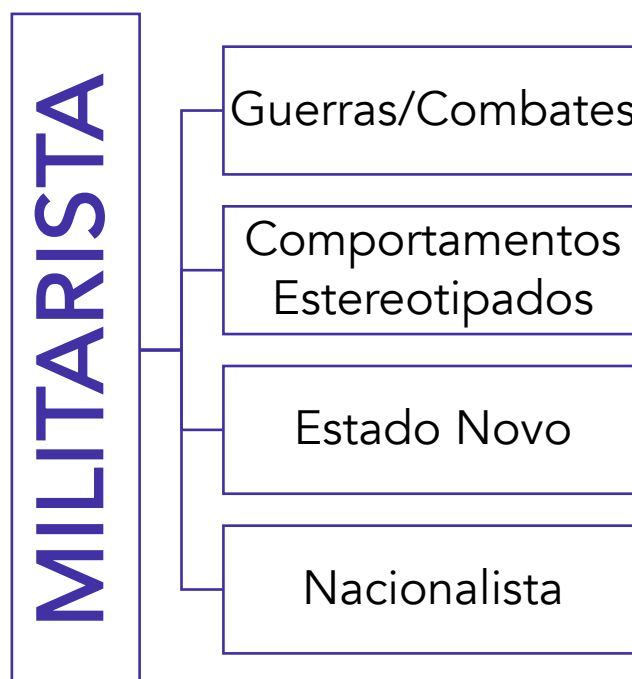 MILITARISTA
Guerras/Combates
Comportamentos
Estereotipados
Estado Novo
Nacionalista